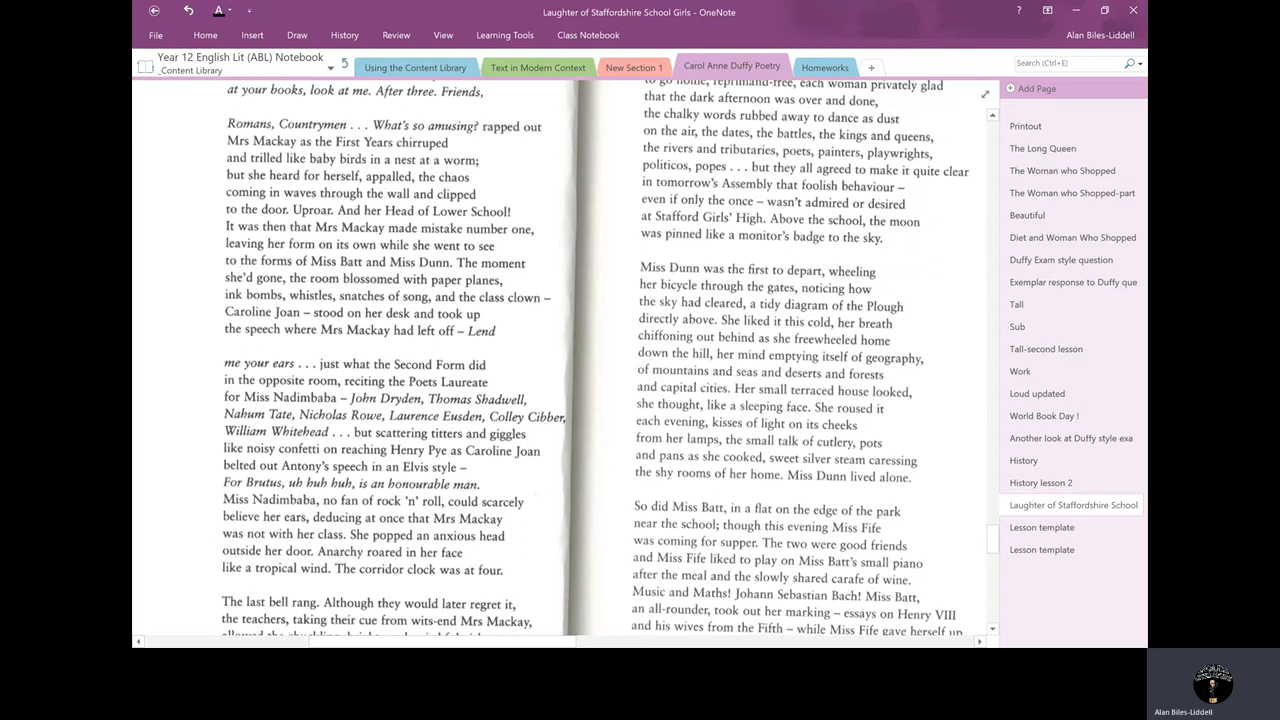 Laughter of Staffordshire School Girls - OneNote
?
A
Alan Biles-Liddell
File
Home
Insert
Draw
History
Review
View
Learning Tools
Class Notebook
Year 12 English Lit (ABL) Notebook
_Content Library
Using the Content Library
Text in Modern Context
New Section 1
Carol Anne Duffy Poetry
Homeworks
+
Search (Ctrl+E)
at your books, look at me. After three. Friends,
Romans, Countrymen . . . What's so amusing? rapped out
Mrs Mackay as the First Years chirruped
and trilled like baby birds in a nest at a worm;
but she heard for herself, appalled, the chaos
coming in waves through the wall and clipped
to the door. Uproar. And her Head of Lower School!
It was then that Mrs Mackay made mistake number one,
leaving her form on its own while she went to see
to the forms of Miss Batt and Miss Dunn. The moment
she'd gone, the room blossomed with paper planes,
ink bombs, whistles, snatches of song, and the class clown –
Caroline Joan – stood on her desk and took up
the speech where Mrs Mackay had left off – Lend
me your ears . . . just what the Second Form did
in the opposite room, reciting the Poets Laureate
for Miss Nadimbaba – John Dryden, Thomas Shadwell,
Nahum Tate, Nicholas Rowe, Laurence Eusden, Colley Cibber,
William Whitehead . . . but scattering titters and giggles
like noisy confetti on reaching Henry Pye as Caroline Joan
belted out Antony's speech in an Elvis style –
For Brutus, uh huh huh, is an honourable man.
Miss Nadimbaba, no fan of rock 'n' roll, could scarcely
believe her ears, deducing at once that Mrs Mackay
was not with her class. She popped an anxious head
outside her door. Anarchy roared in her face
like a tropical wind. The corridor clock was at four.
The last bell rang. Although they would later regret it,
the teachers, taking their cue from wits-end Mrs Mackay,
to go home, reprimand-free, each woman privately glad
that the dark afternoon was over and done,
the chalky words rubbed away to dance as dust
on the air, the dates, the battles, the kings and queens,
the rivers and tributaries, poets, painters, playwrights,
politicos, popes . . . but they all agreed to make it quite clear
in tomorrow's Assembly that foolish behaviour –
even if only the once – wasn't admired or desired
at Stafford Girls' High. Above the school, the moon
was pinned like a monitor's badge to the sky.
Miss Dunn was the first to depart, wheeling
her bicycle through the gates, noticing how
the sky had cleared, a tidy diagram of the Plough
directly above. She liked it this cold, her breath
chiffoning out behind as she freewheeled home
down the hill, her mind emptying itself of geography,
of mountains and seas and deserts and forests
and capital cities. Her small terraced house looked,
she thought, like a sleeping face. She roused it
each evening, kisses of light on its cheeks
from her lamps, the small talk of cutlery, pots
and pans as she cooked, sweet silver steam caressing
the shy rooms of her home. Miss Dunn lived alone.
So did Miss Batt, in a flat on the edge of the park
near the school; though this evening Miss Fife
was coming for supper. The two were good friends
and Miss Fife liked to play on Miss Batt's small piano
after the meal and the slowly shared carafe of wine.
Music and Maths! Johann Sebastian Bach! Miss Batt,
an all-rounder, took out her marking – essays on Henry VIII
and his wives from the Fifth – while Miss Fife gave herself up
Add Page
Printout
The Long Queen
The Woman who Shopped
The Woman who Shopped-part
Beautiful
Diet and Woman Who Shopped
Duffy Exam style question
Exemplar response to Duffy que
Tall
Sub
Tall-second lesson
Work
Loud updated
World Book Day !
Another look at Duffy style exa
History
History lesson 2
Laughter of Staffordshire School
Lesson template
Lesson template
Alan Biles-Liddell